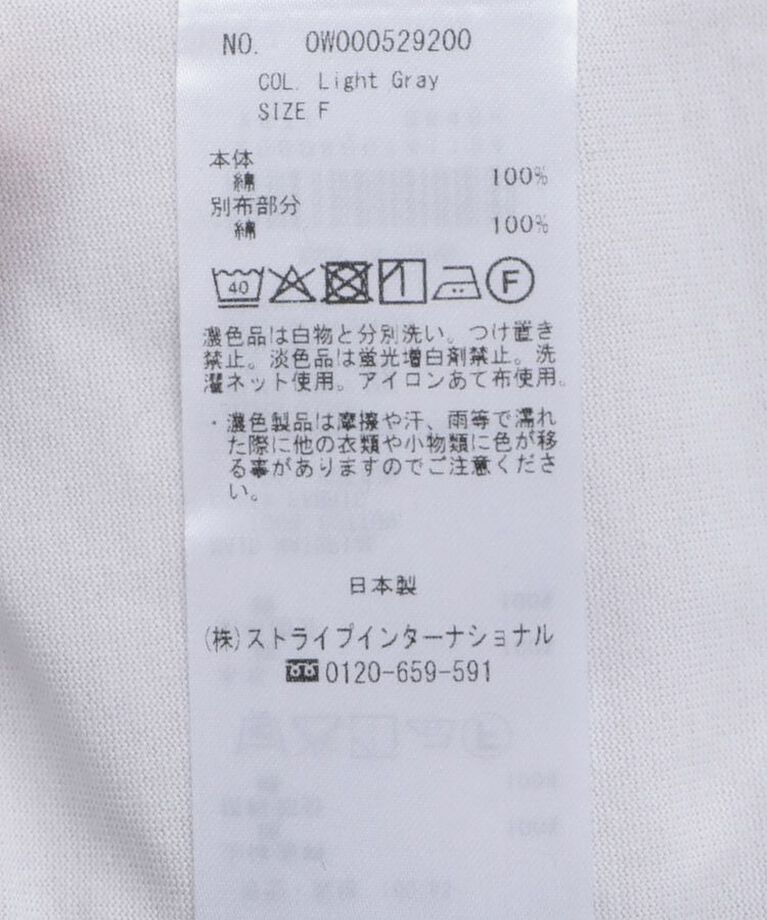 NO. OW000529200
COL. Light Gray
SIZE F
本体
綿 100%
別布部分
綿 100%
40 F
濃色品は白物と分別洗い。つけ置き
禁止。淡色品は蛍光増白剤禁止。洗
濯ネット使用。アイロンあて布使用。
・濃色製品は摩擦や汗、雨等で濡れ
た際に他の衣類や小物類に色が移
る事がありますのでご注意くださ
い。
日本製
(株)ストライプインターナショナル
0120-659-591